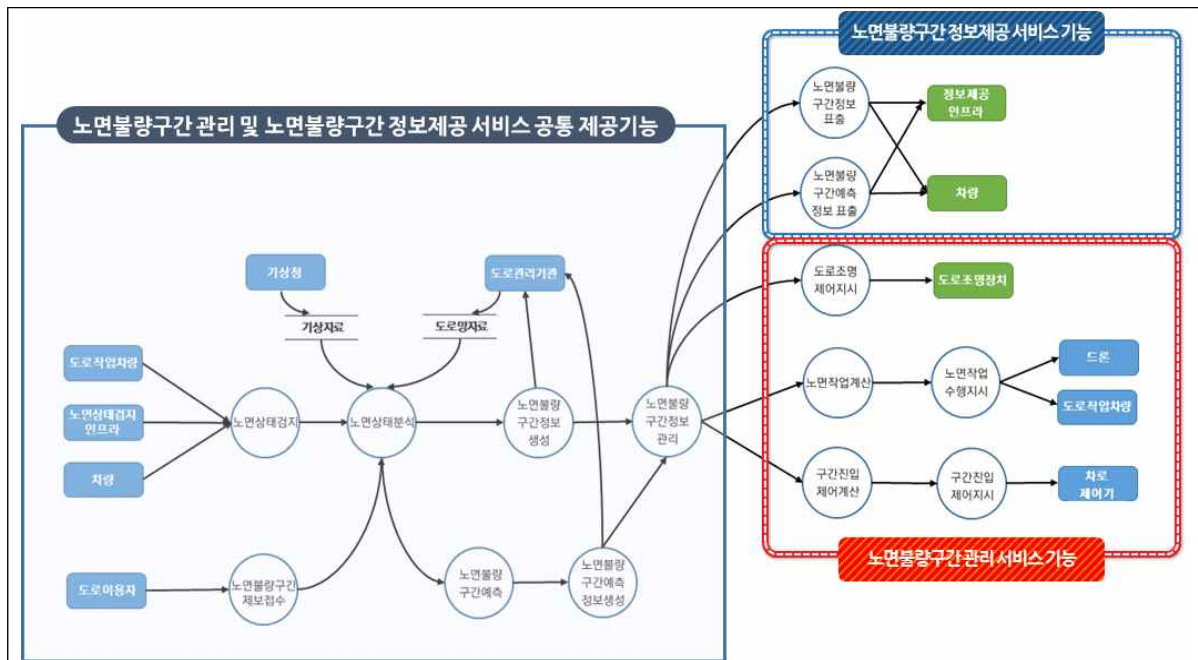 노면불량구간 정보제공 서비스 기능
노면불량
구간정보
표출
정보제공
인프라
노면불량
구간예측
정보 표출
차량
노면불량구간 관리 및 노면불량구간 정보제공 서비스 공통 제공기능
기상청
도로관리기관
기상자료
도로망자료
도로작업차량
노면상태검지
인프라
차량
노면상태검지
노면상태분석
노면불량
구간정보
생성
노면불량
구간정보
관리
도로이용자
노면불량구간
제보접수
노면불량
구간예측
노면불량
구간예측
정보생성
도로조명
제어지시
도로조명장치
노면작업계산
노면작업
수행지시
드론
도로작업차량
구간진입
제어계산
구간진입
제어지시
차로
제어기
노면불량구간 관리 서비스 기능